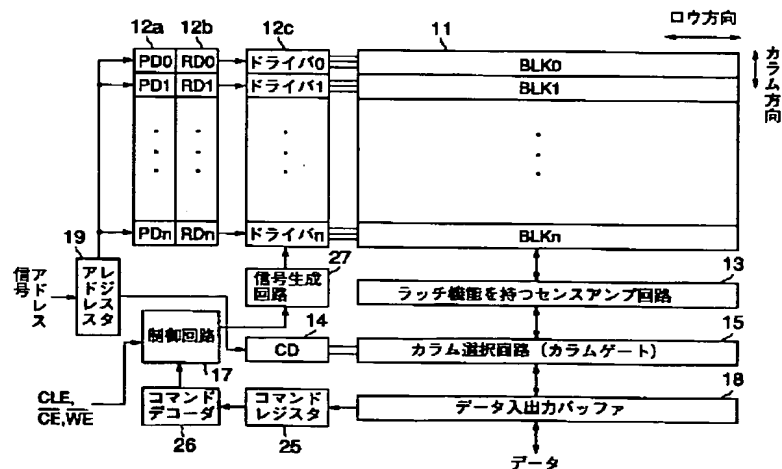 12a 12b 12c 11 ロウ方向
カラム方向
PD0 RD0 ドライバ0 BLK0
PD1 RD1 ドライバ1 BLK1
PDn RDn ドライバn BLKn
19
アドレス信号
アドレスレジスタ
信号生成回路
27
13
ラッチ機能を持つセンスアンプ回路
14
CD
15
カラム選択回路(カラムゲート)
制御回路
17
CLE,
CE,WE
コマンドデコーダ
26
コマンドレジスタ
25
18
データ入出力バッファ
データ